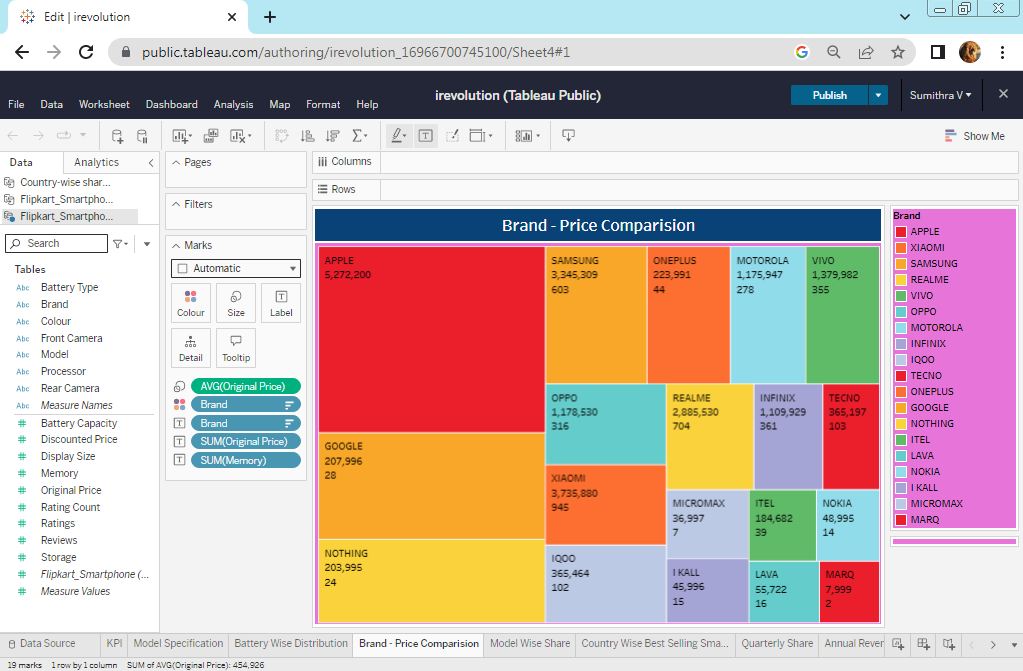 Edit | irevolution
public.tableau.com/authoring/irevolution_16966700745100/Sheet4#1
File Data Worksheet Dashboard Analysis Map Format Help
irevolution (Tableau Public)
Publish
Sumithra V
Show Me
Data Analytics
Country-wise shar...
Flipkart_Smartpho...
Flipkart_Smartpho...
Search
Tables
Abc Battery Type
Abc Brand
Abc Colour
Abc Front Camera
Abc Model
Abc Processor
Abc Rear Camera
Abc Measure Names
# Battery Capacity
# Discounted Price
# Display Size
# Memory
# Original Price
# Rating Count
# Ratings
# Reviews
# Storage
# Flipkart_Smartphone (...
# Measure Values
Pages
Filters
Marks
Automatic
Colour Size Label
Detail Tooltip
AVG(Original Price)
Brand
Brand
SUM(Original Price)
SUM(Memory)
Columns
Rows
Brand - Price Comparision
APPLE
5,272,200
GOOGLE
207,996
28
NOTHING
203,995
24
SAMSUNG
3,345,309
603
ONEPLUS
223,991
44
MOTOROLA
1,175,947
278
VIVO
1,379,982
355
OPPO
1,178,530
316
XIAOMI
3,735,880
945
IQOO
365,464
102
REALME
2,885,530
704
INFINIX
1,109,929
361
TECNO
365,197
103
MICROMAX
36,997
7
I KALL
45,996
15
ITEL
184,682
39
NOKIA
48,995
14
LAVA
55,722
16
MARQ
7,999
2
Brand
APPLE
XIAOMI
SAMSUNG
REALME
VIVO
OPPO
MOTOROLA
INFINIX
IQOO
TECNO
ONEPLUS
GOOGLE
NOTHING
ITEL
LAVA
NOKIA
I KALL
MICROMAX
MARQ
Data Source KPI Model Specification Battery Wise Distribution Brand - Price Comparision Model Wise Share Country Wise Best Selling Sma... Quarterly Share Annual Rever
19 marks 1 row by 1 column SUM of AVG(Original Price): 454,926